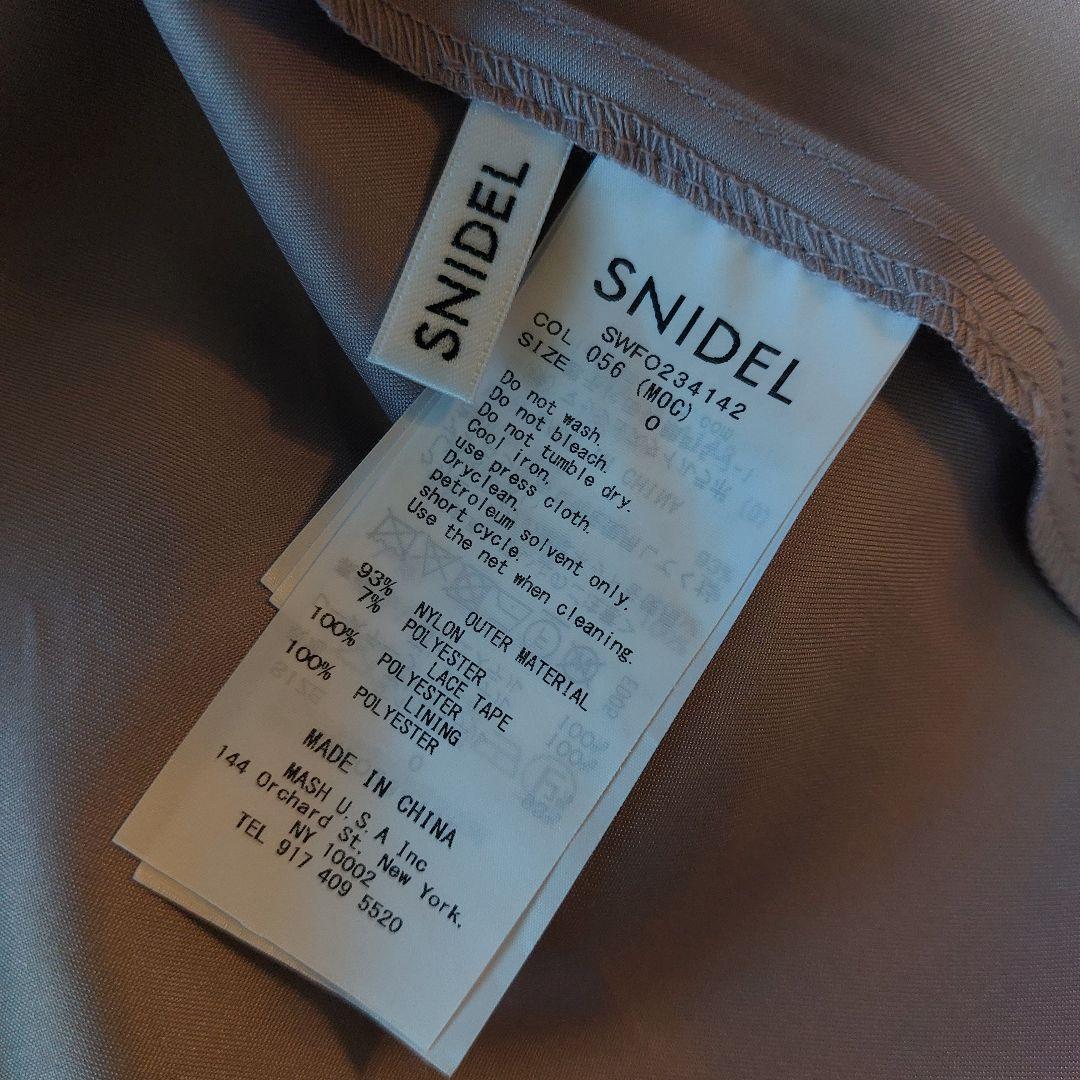 SNIDEL
SNIDEL
SWFO234142
COL 056 (MOC)
SIZE 0
Do not wash.
Do not bleach.
Do not tumble dry.
Cool iron.
use press cloth.
Dryclean.
petroleum solvent only.
short cycle.
Use the net when cleaning.
OUTER MATERIAL
93% NYLON
7% POLYESTER
LACE TAPE
100% POLYESTER
LINING
100% POLYESTER
MADE IN CHINA
MASH U.S.A Inc
144 Orchard St, New York.
NY 10002
TEL 917 409 5520